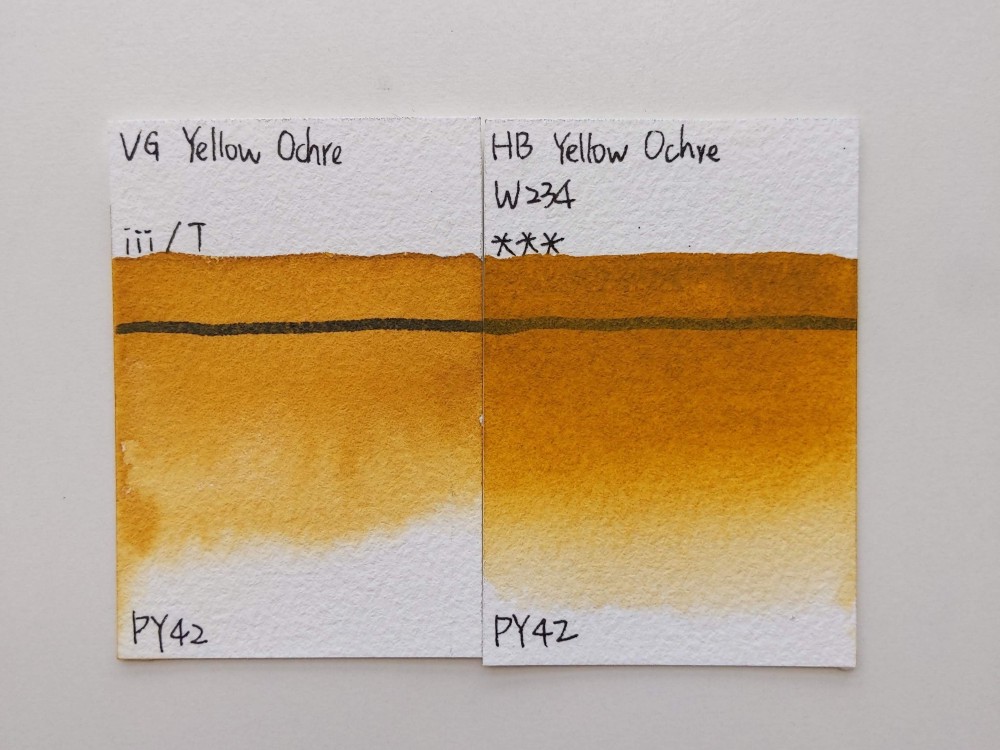 VG Yellow Ochre
iii/T
PY42
HB Yellow Ochre
W234
***
PY42